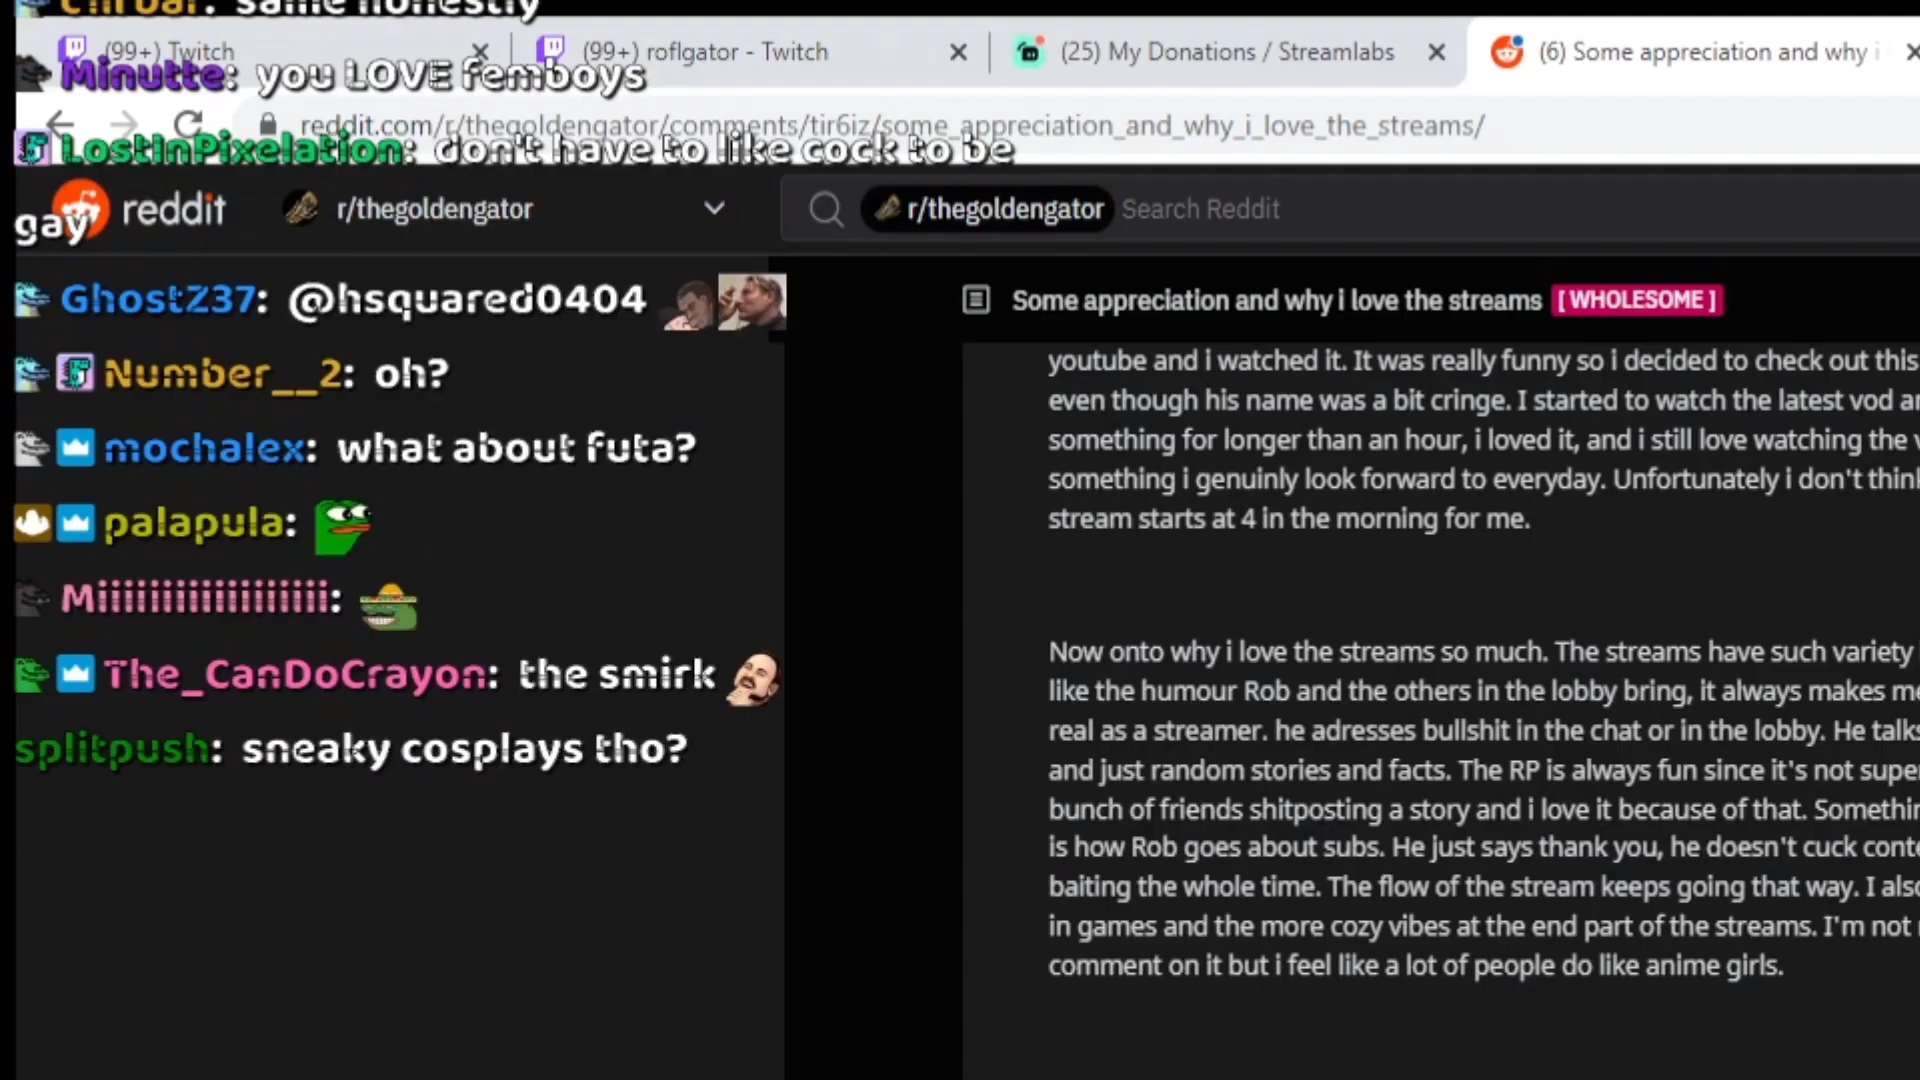 same honestly
(99+) Twitch
(99+) roflgator - Twitch
(25) My Donations / Streamlabs
(6) Some appreciation and why i
Minutte: you LOVE femboys
reddit.com/r/thegoldengator/comments/tir6iz/some_appreciation_and_why_i_love_the_streams/
LostInPixelation: don't have to like cock to be
gay
reddit
r/thegoldengator
r/thegoldengator
Search Reddit
GhostZ37: @hsquared0404
Number__2: oh?
mochalex: what about futa?
palapula:
Miiiiiiiiiiiiiiiiii:
The_CanDoCrayon: the smirk
splitpush: sneaky cosplays tho?
Some appreciation and why i love the streams [ WHOLESOME ]
youtube and i watched it. It was really funny so i decided to check out this
even though his name was a bit cringe. I started to watch the latest vod
something for longer than an hour, i loved it, and i still love watching the
something i genuinly look forward to everyday. Unfortunately i don't think
stream starts at 4 in the morning for me.
Now onto why i love the streams so much. The streams have such variety
like the humour Rob and the others in the lobby bring, it always makes me
real as a streamer. he adresses bullshit in the chat or in the lobby. He talks
and just random stories and facts. The RP is always fun since it's not super
bunch of friends shitposting a story and i love it because of that. Somethin
is how Rob goes about subs. He just says thank you, he doesn't cuck conte
baiting the whole time. The flow of the stream keeps going that way. I also
in games and the more cozy vibes at the end part of the streams. I'm not
comment on it but i feel like a lot of people do like anime girls.